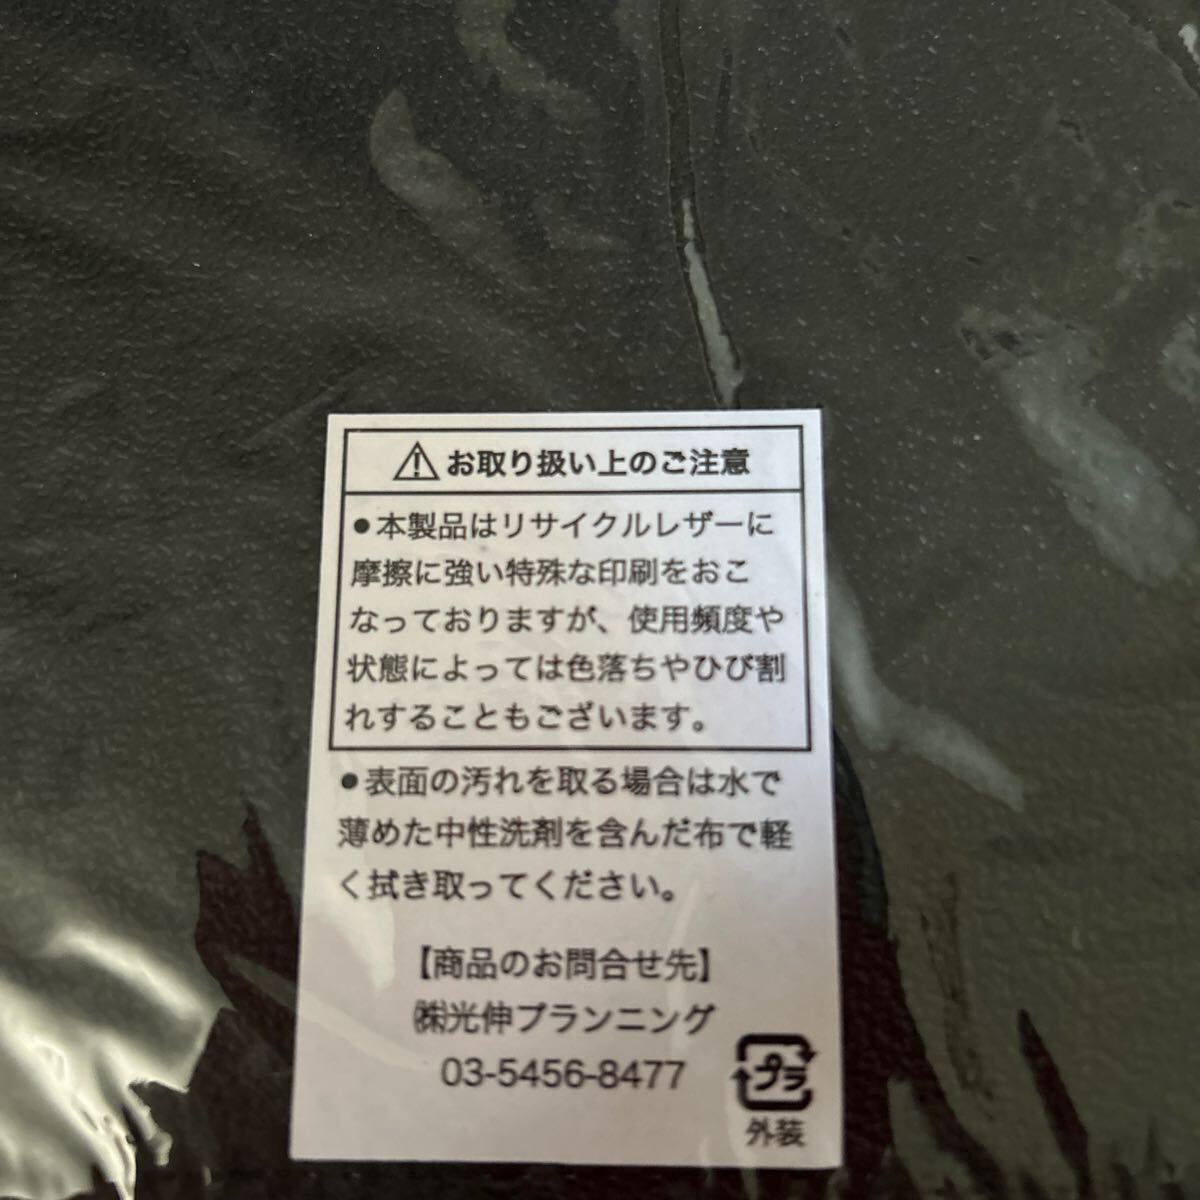 お取り扱い上のご注意
●本製品はリサイクルレザーに
摩擦に強い特殊な印刷をおこ
なっておりますが、使用頻度や
状態によっては色落ちやひび割
れすることもございます。
●表面の汚れを取る場合は水で
薄めた中性洗剤を含んだ布で軽
く拭き取ってください。
【商品のお問合せ先】
㈱光伸プランニング
03-5456-8477
プラ
外装